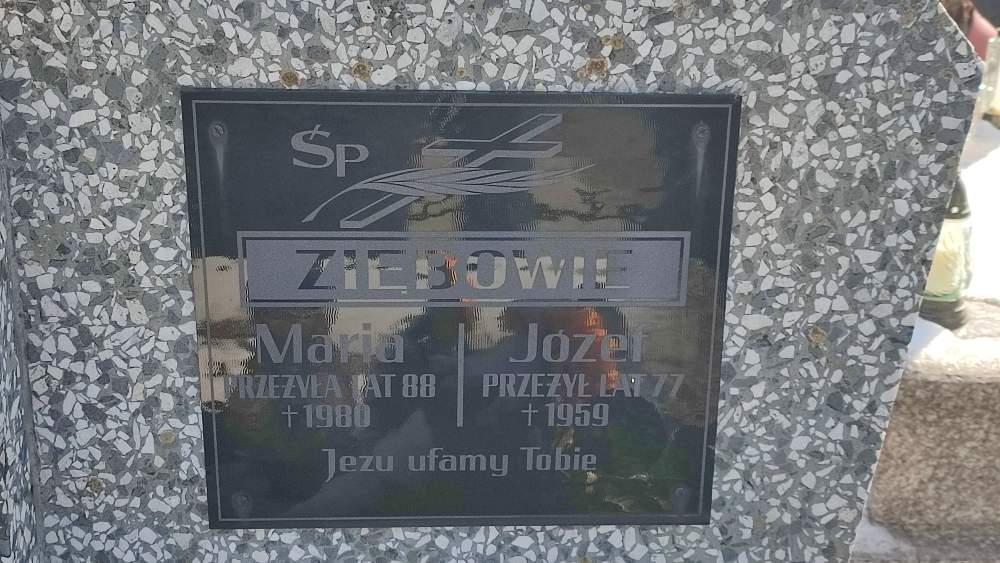 Śp
ZIĘBOWIE
Maria Józef
PRZEŻYŁA LAT 88 PRZEŻYŁ LAT 77
†1980 †1959
Jezu ufamy Tobie